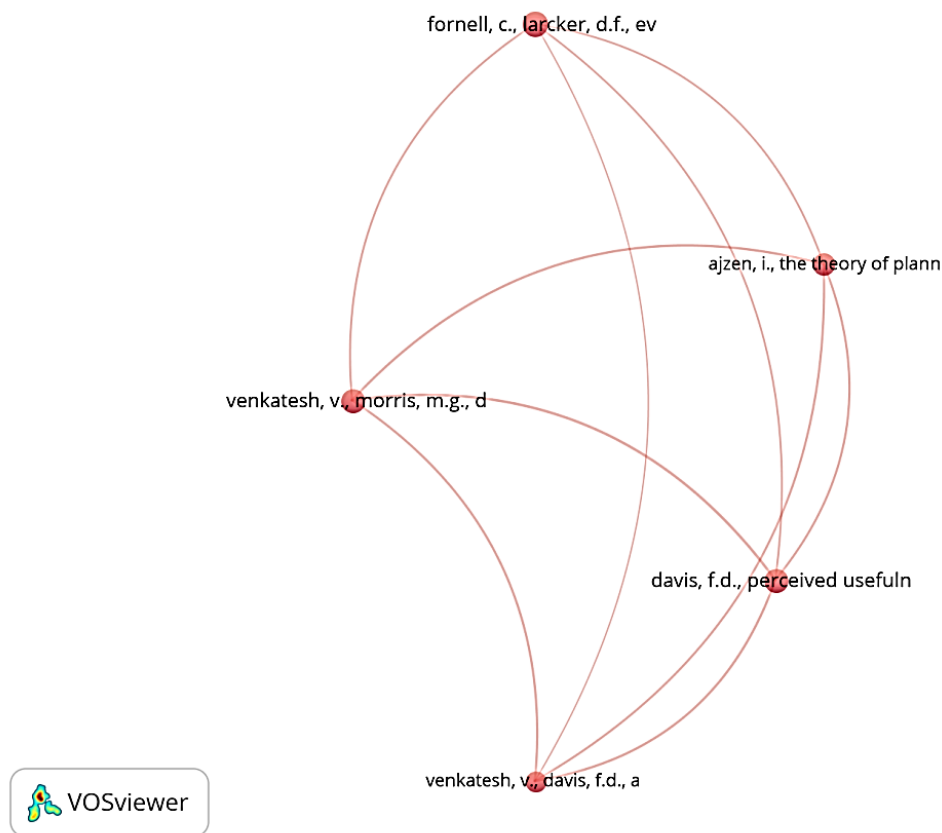 fornell, c., larcker, d.f., ev
ajzen, i., the theory of plann
venkatesh, v., morris, m.g., d
davis, f.d., perceived usefuln
venkatesh, v., davis, f.d., a
VOSviewer